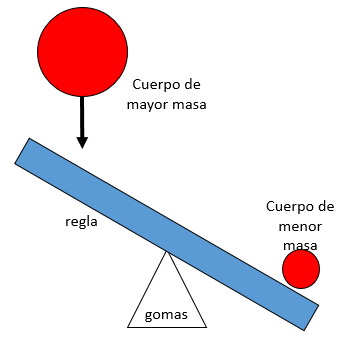 Cuerpo de
mayor masa
regla
Cuerpo de
menor
masa
gomas